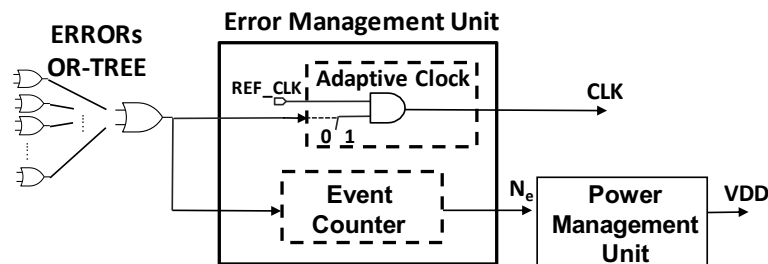 Error Management Unit
ERRORs
OR-TREE
Adaptive Clock
REF_CLK
CLK
0 1
Event
Counter
Ne
Power
Management
Unit
VDD